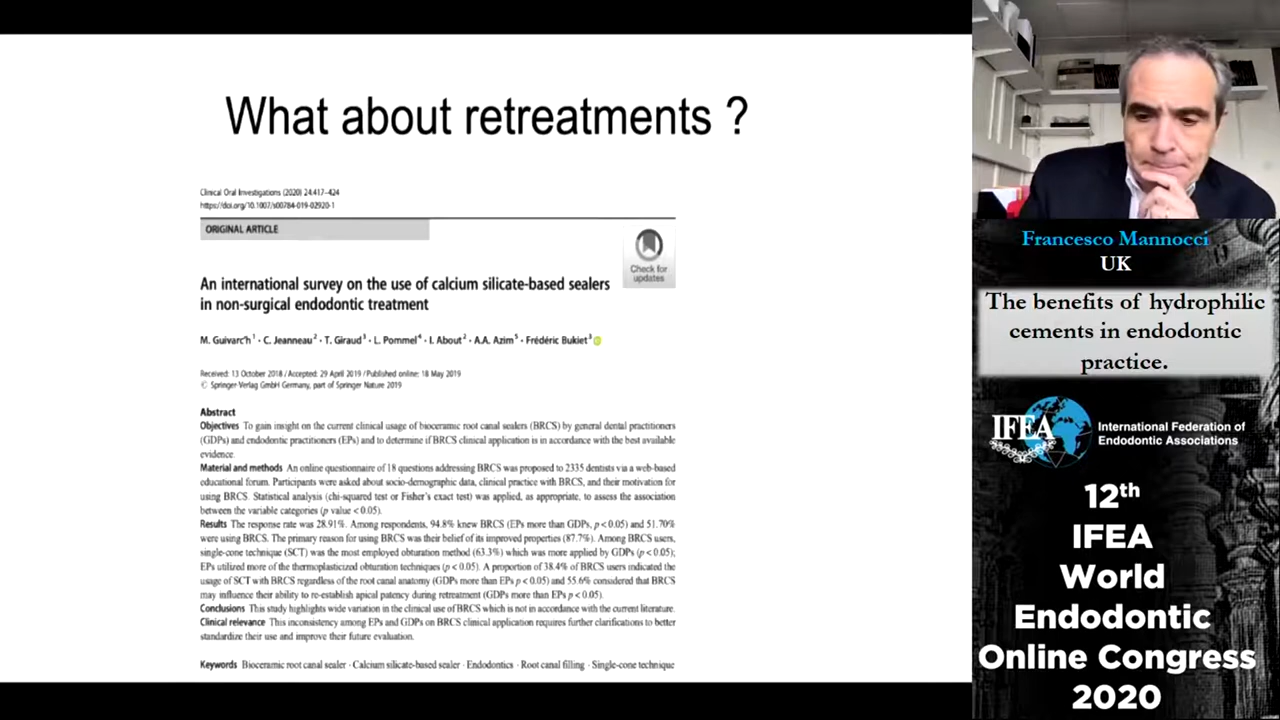 What about retreatments ?
Clinical Oral Investigations (2020) 24:417–424
https://doi.org/10.1007/s00784-019-02920-1
ORIGINAL ARTICLE
Check for
updates
An international survey on the use of calcium silicate-based sealers
in non-surgical endodontic treatment
M. Guivarc'h 1 · C. Jeanneau 2 · T. Giraud 3 · L. Pommel 4 · I. About 2 · A.A. Azim 5 · Frédéric Bukiet 3
Received: 13 October 2018 / Accepted: 29 April 2019 / Published online: 18 May 2019
© Springer Verlag GmbH Germany, part of Springer Nature 2019
Abstract
Objectives To gain insight on the current clinical usage of bioceramic root canal sealers (BRCS) by general dental practitioners
(GDPs) and endodontic practitioners (EPs) and to determine if BRCS clinical application is in accordance with the best available
evidence.
Material and methods An online questionnaire of 18 questions addressing BRCS was proposed to 2335 dentists via a web-based
educational forum. Participants were asked about socio-demographic data, clinical practice with BRCS, and their motivation for
using BRCS. Statistical analysis (chi-squared test or Fisher's exact test) was applied, as appropriate, to assess the association
between the variable categories (p value < 0.05).
Results The response rate was 28.91%. Among respondents, 94.8% knew BRCS (EPs more than GDPs, p < 0.05) and 51.70%
were using BRCS. The primary reason for using BRCS was their belief of its improved properties (87.7%). Among BRCS users,
single-cone technique (SCT) was the most employed obturation method (63.3%) which was more applied by GDPs (p < 0.05);
EPs utilized more of the thermoplasticized obturation techniques (p < 0.05). A proportion of 38.4% of BRCS users indicated the
usage of SCT with BRCS regardless of the root canal anatomy (GDPs more than EPs p < 0.05) and 55.6% considered that BRCS
may influence their ability to re-establish apical patency during retreatment (GDPs more than EPs p < 0.05).
Conclusions This study highlights wide variation in the clinical use of BRCS which is not in accordance with the current literature.
Clinical relevance This inconsistency among EPs and GDPs on BRCS clinical application requires further clarifications to better
standardize their use and improve their future evaluation.
Keywords Bioceramic root canal sealer · Calcium silicate-based sealer · Endodontics · Root canal filling · Single-cone technique
Francesco Mannocci
UK
The benefits of hydrophilic
cements in endodontic
practice.
IFEA
International Federation of
Endodontic Associations
12th
IFEA
World
Endodontic
Online Congress
2020